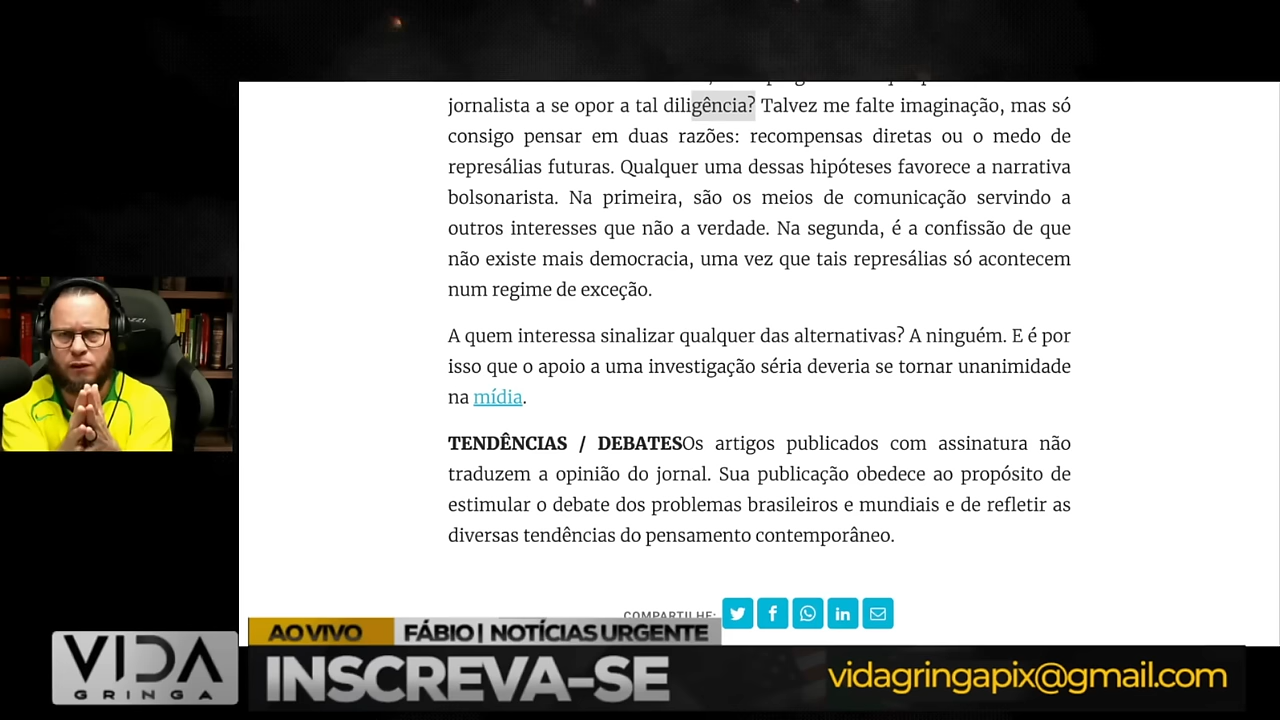 jornalista a se opor a tal diligência? Talvez me falte imaginação, mas só
consigo pensar em duas razões: recompensas diretas ou o medo de
represálias futuras. Qualquer uma dessas hipóteses favorece a narrativa
bolsonarista. Na primeira, são os meios de comunicação servindo a
outros interesses que não a verdade. Na segunda, é a confissão de que
não existe mais democracia, uma vez que tais represálias só acontecem
num regime de exceção.
A quem interessa sinalizar qualquer das alternativas? A ninguém. E é por
isso que o apoio a uma investigação séria deveria se tornar unanimidade
na mídia.
TENDÊNCIAS / DEBATESOs artigos publicados com assinatura não
traduzem a opinião do jornal. Sua publicação obedece ao propósito de
estimular o debate dos problemas brasileiros e mundiais e de refletir as
diversas tendências do pensamento contemporâneo.
COMPARTILHE:
AO VIVO FÁBIO | NOTÍCIAS URGENTE
VIDA
GRINGA
INSCREVA-SE
vidagringapix@gmail.com